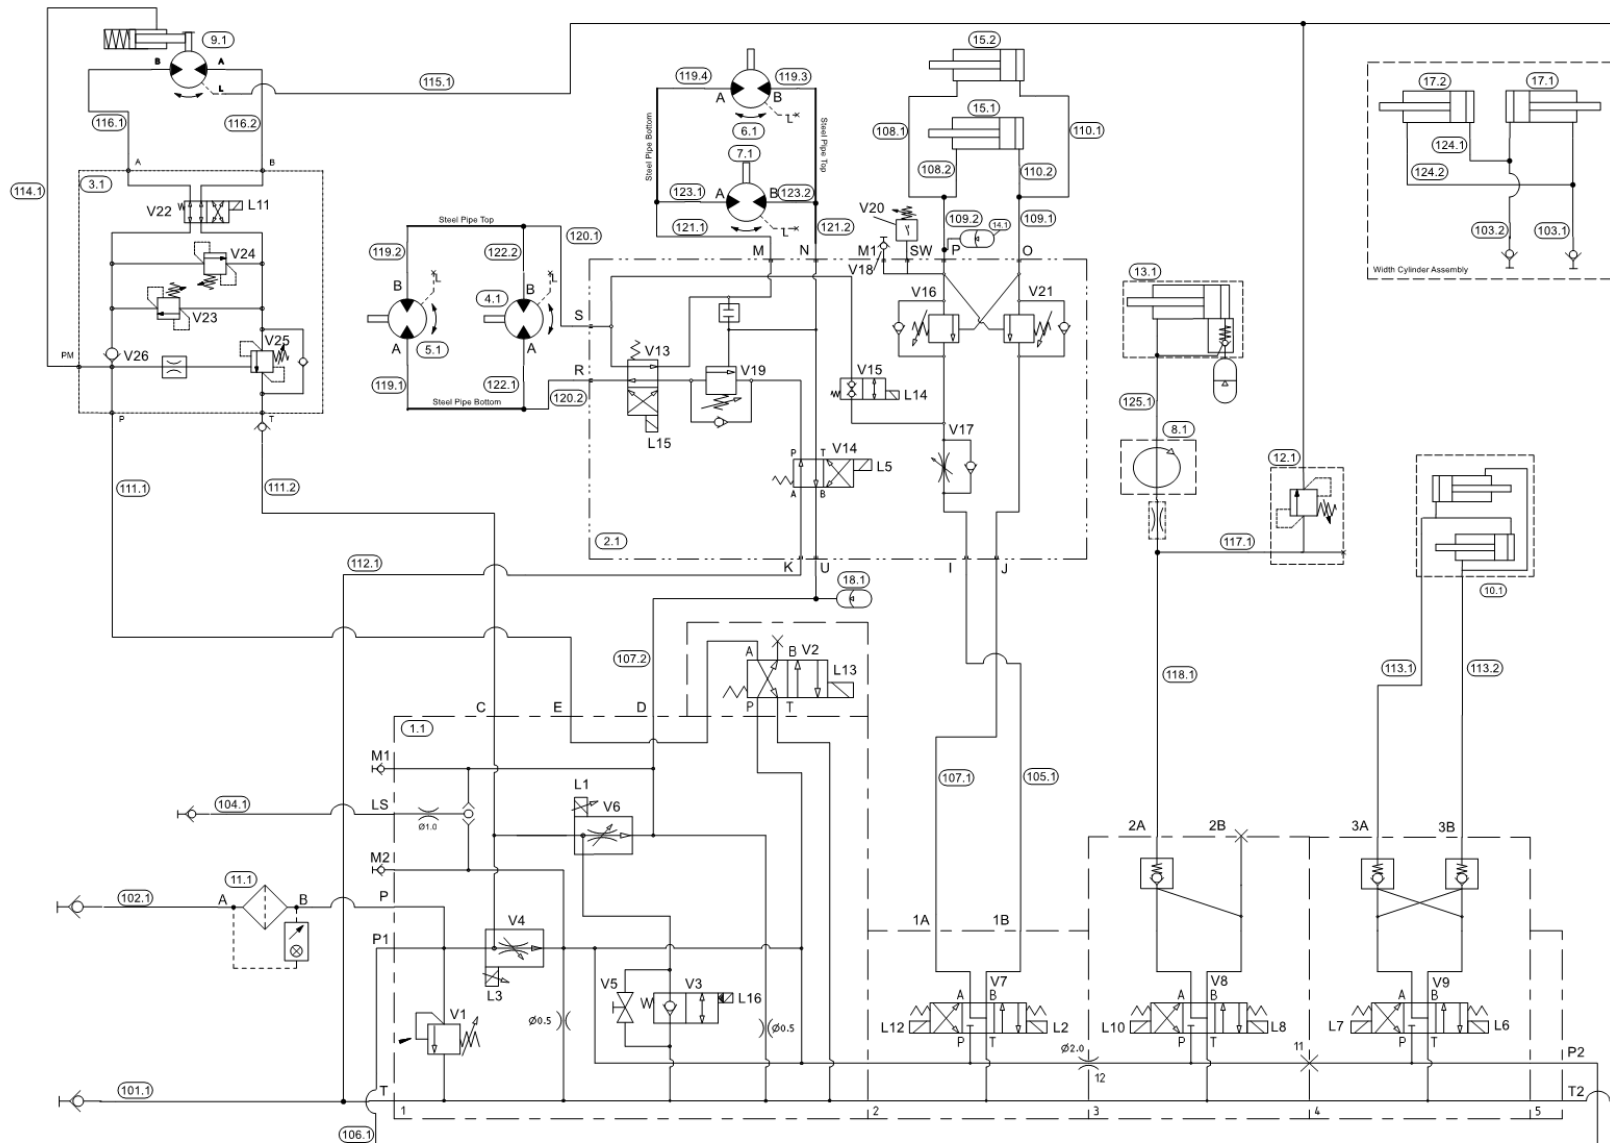 9.1
B
A
L
115.1
116.1
116.2
114.1
A
B
3.1
V22
W
L11
V24
V23
V25
V26
PM
P
T
111.1
111.2
119.4
119.3
A
B
L
6.1
7.1
Steel Pipe Bottom
Steel Pipe Top
123.1
A
B
123.2
L
121.1
121.2
Steel Pipe Top
119.2
122.2
120.1
L
L
B
B
4.1
A
5.1
A
119.1
122.1
Steel Pipe Bottom
120.2
15.2
15.1
108.1
110.1
108.2
110.2
V20
109.2
14.1
109.1
M
N
M1
SW
P
O
V18
V16
V21
S
V13
V19
V15
L14
R
L15
V17
P
T
V14
L5
A
B
2.1
K
U
I
J
112.1
18.1
17.2
17.1
124.1
124.2
103.2
103.1
Width Cylinder Assembly
13.1
125.1
8.1
12.1
117.1
10.1
118.1
113.1
113.2
107.2
A
B
V2
L13
P
T
C
E
D
1.1
M1
104.1
LS
Ø1.0
L1
V6
M2
102.1
A
11.1
B
P
P1
V4
L3
V5
V3
L16
V1
Ø0.5
Ø0.5
107.1
105.1
1A
1B
V7
A
B
L12
L2
P
T
2A
2B
V8
A
B
L10
L8
P
T
3A
3B
V9
A
B
L7
L6
P
T
Ø2.0
12
11
P2
101.1
T
T2
1
2
3
4
5
106.1